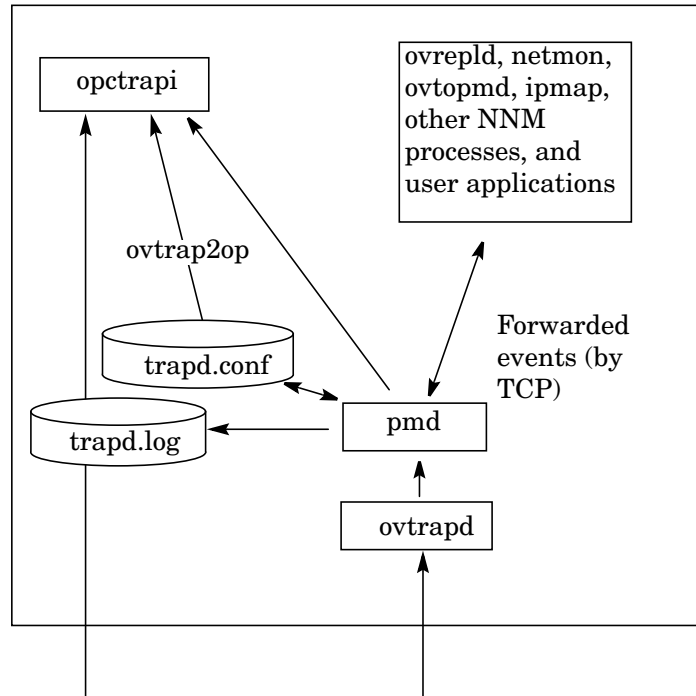 opctrapi
ovrepld, netmon,
ovtopmd, ipmap,
other NNM
processes, and
user applications
ovtrap2op
trapd.conf
Forwarded
events (by
TCP)
trapd.log
pmd
ovtrapd